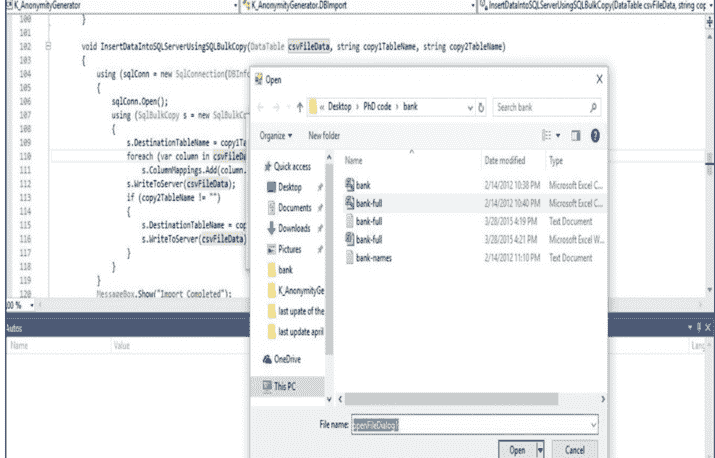 K_AnonymityGenerator
K_AnonymityGenerator.DBImport
InsertDataIntoSQLServerUsingSQLBulkCopy(DataTable csvFileData, string cop
100 }
101
102 void InsertDataIntoSQLServerUsingSQLBulkCopy(DataTable csvFileData, string copy1TableName, string copy2TableName)
103 {
104 using (sqlConn = new SqlConnection(DBInfo
105 {
106 sqlConn.Open();
107 using (SqlBulkCopy s = new SqlBulkCo
108 {
109 s.DestinationTableName = copy1Ta
110 foreach (var column in csvFileDa
111 s.ColumnMappings.Add(column.
112 s.WriteToServer(csvFileData);
113 if (copy2TableName != "")
114 {
115 s.DestinationTableName = cop
116 s.WriteToServer(csvFileData)
117 }
118 }
119 }
120 MessageBox.Show("Import Completed");
00 %
Autos
Name Value Lang
Open
« Desktop › PhD code › bank
Search bank
Organize New folder
Name Date modified Type
Quick access
Desktop
Documents
Downloads
Pictures
bank
K_AnonymityGe
last upate of the
last update april
OneDrive
This PC
bank 2/14/2012 10:38 PM Microsoft Excel C...
bank-full 2/14/2012 10:40 PM Microsoft Excel C...
bank-full 3/28/2015 4:19 PM Text Document
bank-full 3/28/2015 4:21 PM Microsoft Excel W...
bank-names 2/14/2012 11:10 PM Text Document
File name: openFileDialog1
Open Cancel